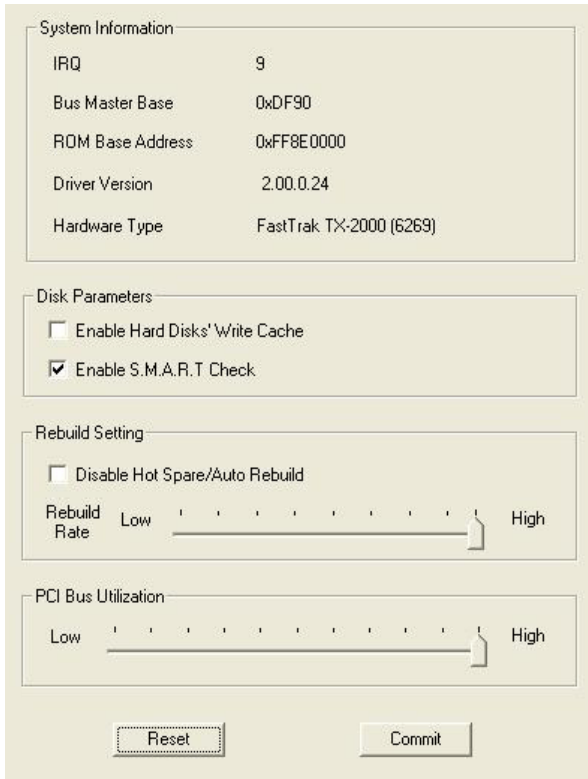 System Information
IRQ 9
Bus Master Base 0xDF90
ROM Base Address 0xFF8E0000
Driver Version 2.00.0.24
Hardware Type FastTrak TX-2000 (6269)
Disk Parameters
Enable Hard Disks' Write Cache
Enable S.M.A.R.T Check
Rebuild Setting
Disable Hot Spare/Auto Rebuild
Rebuild Rate Low High
PCI Bus Utilization
Low High
Reset Commit